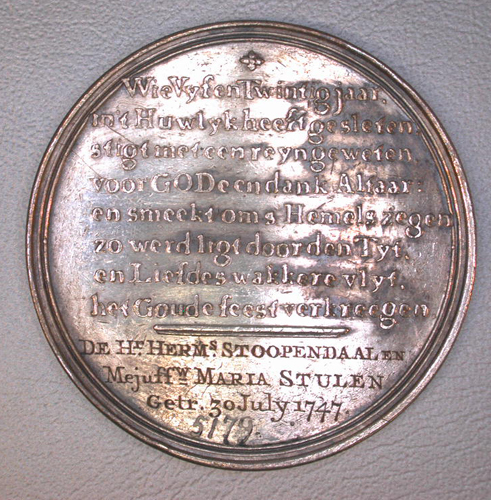 Wie Vyf en Twintig jaar,
in't Huwlyk heeft gesleten,
stigt met een reyn geweten
voor GOD een dank Altaar:
en smeekt om s Hemels zegen
zo werd ligt door den Tyt,
en Liefdes wakkere vlyt,
het Goude feest verkreegen
DE Hr. HERMs. STOOPENDAAL EN
Mejuffw. MARIA STULEN
Getr. 30 July 1747.
5179.